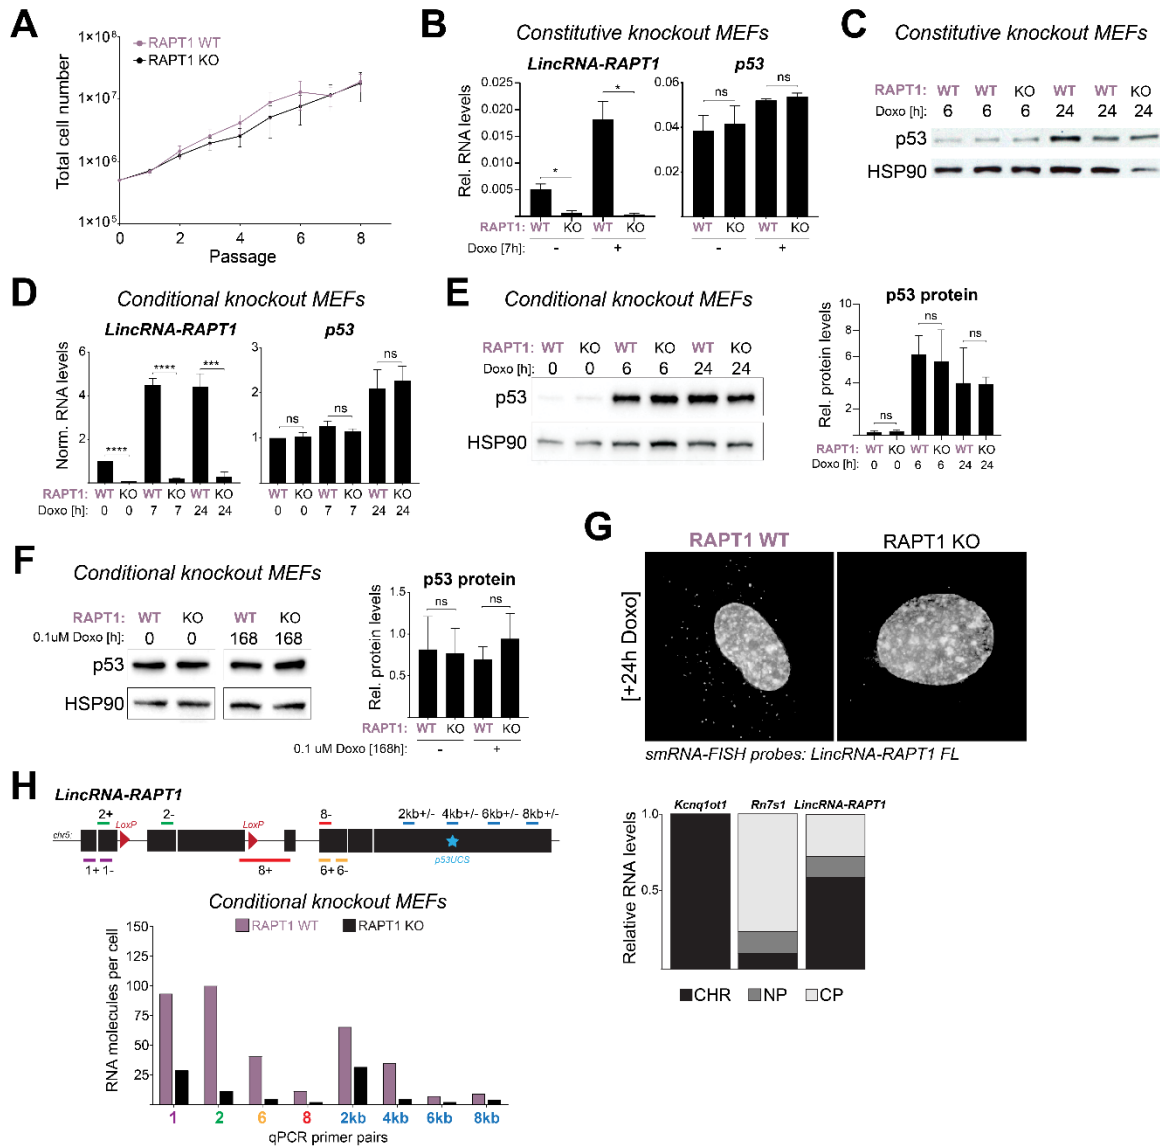 A
1×10^8
1×10^7
1×10^6
1×10^5
Total cell number
RAPT1 WT
RAPT1 KO
0 2 4 6 8
Passage
B
Constitutive knockout MEFs
LincRNA-RAPT1
p53
Rel. RNA levels
0.025
0.020
0.015
0.010
0.005
* *
0.06
0.04
0.02
0.00
ns ns
RAPT1: WT KO WT KO WT KO WT KO
Doxo [7h]: - + - +
C
Constitutive knockout MEFs
RAPT1: WT WT KO WT WT KO
Doxo [h] 6 6 6 24 24 24
p53
HSP90
D
Conditional knockout MEFs
LincRNA-RAPT1
p53
Norm. RNA levels
6
4
2
0
**** **** ***
3
2
1
ns ns ns
RAPT1: WT KO WT KO WT KO WT KO WT KO WT KO
Doxo [h]: 0 0 7 7 24 24 0 0 7 7 24 24
E
Conditional knockout MEFs
RAPT1: WT KO WT KO WT KO
Doxo [h] 0 0 6 6 24 24
p53
HSP90
p53 protein
Rel. protein levels
10
8
6
4
2
0
ns ns ns
RAPT1: WT KO WT KO WT KO
Doxo [h]: 0 0 6 6 24 24
F
Conditional knockout MEFs
RAPT1: WT KO WT KO
0.1uM Doxo [h] 0 0 168 168
p53
HSP90
p53 protein
Rel. protein levels
1.5
1.0
0.5
0.0
ns ns
RAPT1: WT KO WT KO
0.1 uM Doxo [168h] - +
G
RAPT1 WT
RAPT1 KO
[+24h Doxo]
smRNA-FISH probes: LincRNA-RAPT1 FL
Kcnq1ot1 Rn7s1 LincRNA-RAPT1
Relative RNA levels
1.0
0.5
CHR NP CP
H
LincRNA-RAPT1
2+ LoxP 2- LoxP 8- 2kb+/- 4kb+/- 6kb+/- 8kb+/-
chr5:
1+ 1- 8+ 6+ 6- p53UCS
Conditional knockout MEFs
RAPT1 WT RAPT1 KO
RNA molecules per cell
150
125
100
75
50
25
1 2 6 8 2kb 4kb 6kb 8kb
qPCR primer pairs